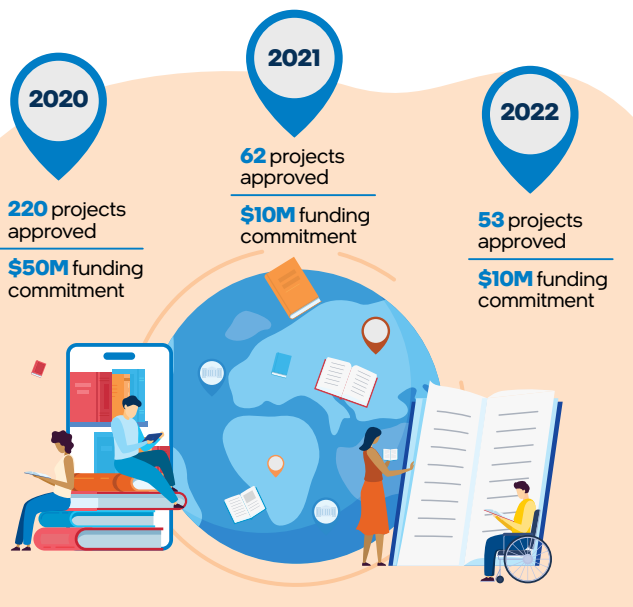 2020
220 projects
approved
$50M funding
commitment
2021
62 projects
approved
$10M funding
commitment
2022
53 projects
approved
$10M funding
commitment